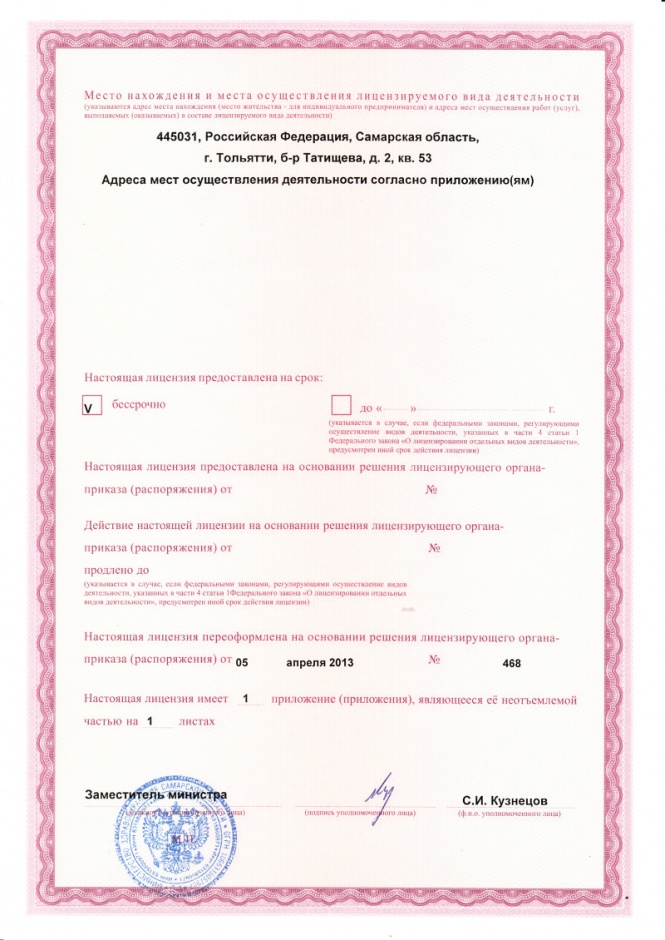 Место нахождения и места осуществления лицензируемого вида деятельности
(указываются адрес места нахождения (место жительства - для индивидуального предпринимателя) и адреса мест осуществления работ (услуг),
выполняемых (оказываемых) в составе лицензируемого вида деятельности)
445031, Российская Федерация, Самарская область,
г. Тольятти, б-р Татищева, д. 2, кв. 53
Адреса мест осуществления деятельности согласно приложению(ям)
Настоящая лицензия предоставлена на срок:
V бессрочно до « » г.
(указывается в случае, если федеральными законами, регулирующими
осуществление видов деятельности, указанных в части 4 статьи 1
Федерального закона «О лицензировании отдельных видов деятельности»,
предусмотрен иной срок действия лицензии)
Настоящая лицензия предоставлена на основании решения лицензирующего органа-
приказа (распоряжения) от №
Действие настоящей лицензии на основании решения лицензирующего органа-
приказа (распоряжения) от №
продлено до
(указывается в случае, если федеральными законами, регулирующими осуществление видов
деятельности, указанных в части 4 статьи 1Федерального закона «О лицензировании отдельных
видов деятельности», предусмотрен иной срок действия лицензии)
Настоящая лицензия переоформлена на основании решения лицензирующего органа-
приказа (распоряжения) от 05 апреля 2013 № 468
Настоящая лицензия имеет 1 приложение (приложения), являющееся её неотъемлемой
частью на 1 листах
Заместитель министра С.И. Кузнецов
(подпись уполномоченного лица) (ф.и.о. уполномоченного лица)
М.П.